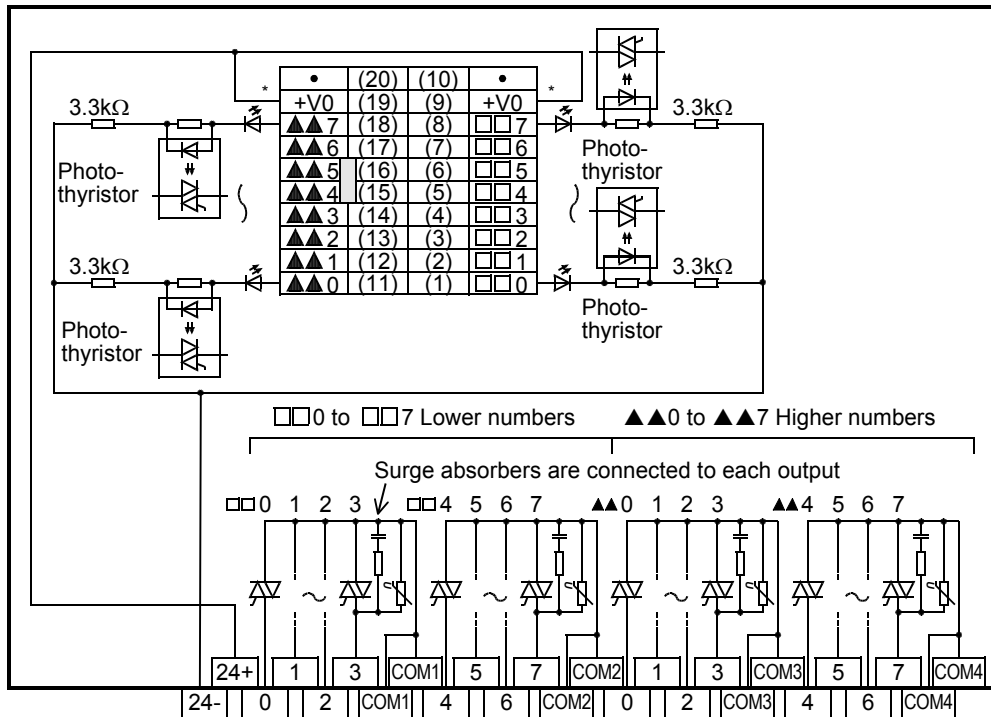 • (20) (10) •
* +V0 (19) (9) +V0 *
3.3kΩ ▲▲7 (18) (8) □□7
▲▲6 (17) (7) □□6
Photo-
thyristor
▲▲5 (16) (6) □□5
Photo-
thyristor
▲▲4 (15) (5) □□4
▲▲3 (14) (4) □□3
▲▲2 (13) (3) □□2
3.3kΩ ▲▲1 (12) (2) □□1 3.3kΩ
▲▲0 (11) (1) □□0
Photo-
thyristor
Photo-
thyristor
□□0 to □□7 Lower numbers ▲▲0 to ▲▲7 Higher numbers
Surge absorbers are connected to each output
□□0 1 2 3 □□4 5 6 7 ▲▲0 1 2 3 ▲▲4 5 6 7
24+ 1 3 COM1 5 7 COM2 1 3 COM3 5 7 COM4
24- 0 2 COM1 4 6 COM2 0 2 COM3 4 6 COM4